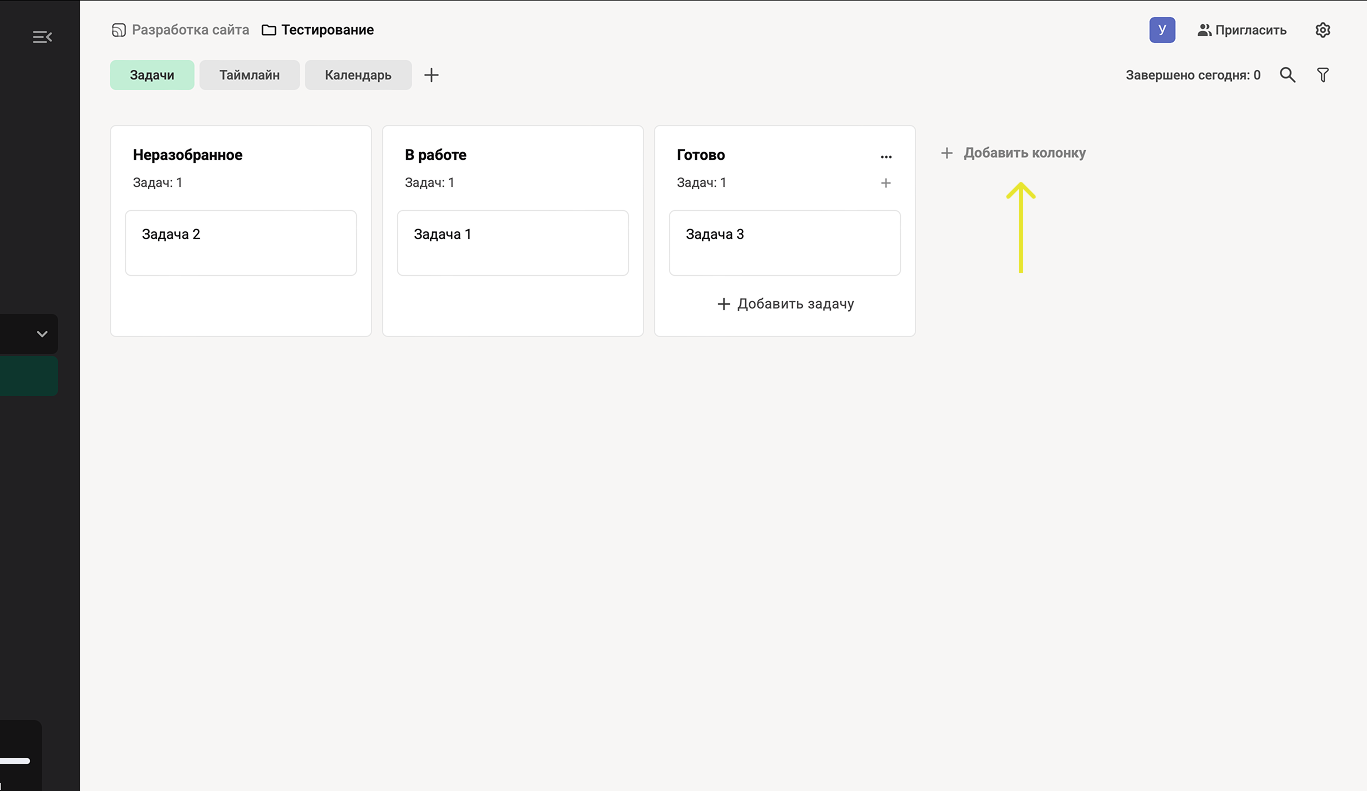 Разработка сайта Тестирование
У Пригласить
Задачи Таймлайн Календарь
Завершено сегодня: 0
Неразобранное
Задач: 1
Задача 2
В работе
Задач: 1
Задача 1
Готово
Задач: 1
Задача 3
Добавить задачу
Добавить колонку